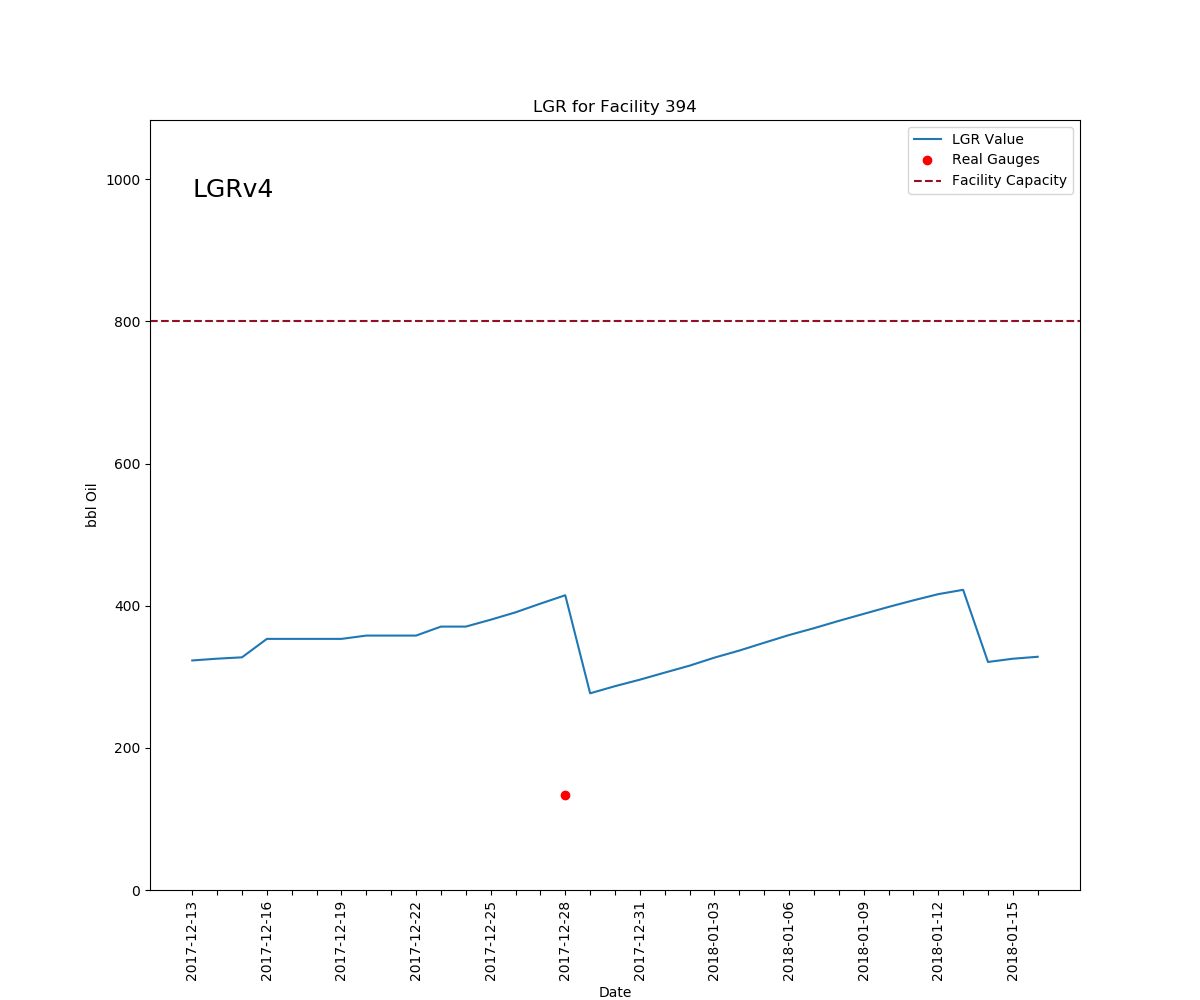 LGR for Facility 394
LGRv4
LGR Value
Real Gauges
Facility Capacity
1000
800
600
400
200
0
bbl Oil
2017-12-13
2017-12-16
2017-12-19
2017-12-22
2017-12-25
2017-12-28
2017-12-31
2018-01-03
2018-01-06
2018-01-09
2018-01-12
2018-01-15
Date